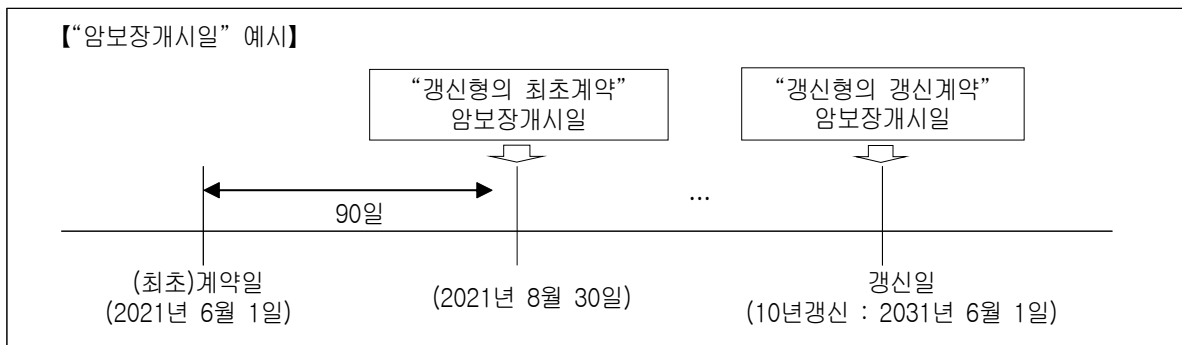 【“암보장개시일” 예시】
“갱신형의 최초계약”
암보장개시일
“갱신형의 갱신계약”
암보장개시일
90일
...
(최초)계약일
(2021년 6월 1일)
(2021년 8월 30일)
갱신일
(10년갱신 : 2031년 6월 1일)